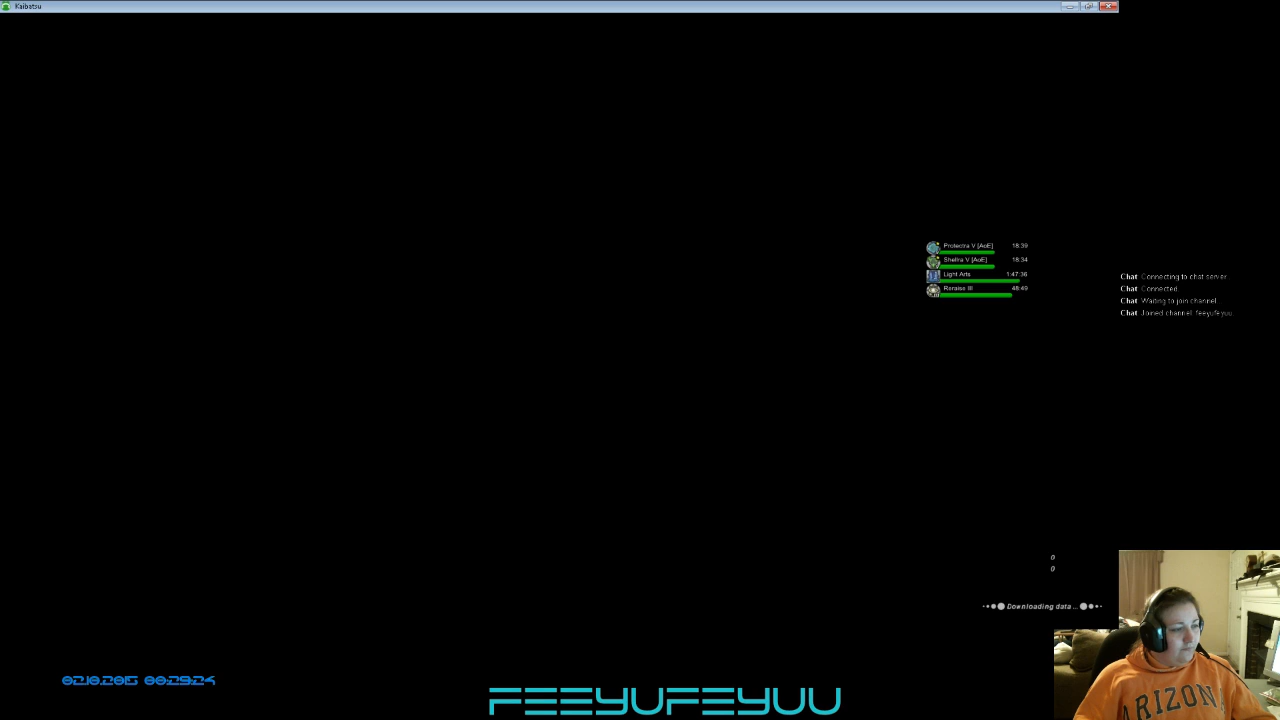 Kaibatsu
Protectra V [AoE] 18:39
Shellra V [AoE] 18:34
Light Arts 1:47:36
Reraise III 48:49
Chat Connecting to chat server..
Chat Connected.
Chat Waiting to join channel...
Chat Joined channel: feeyufeyuu.
0
0
Downloading data ...
ARIZONA
02.10.2015 00:29:24
FEEYUFEYUU